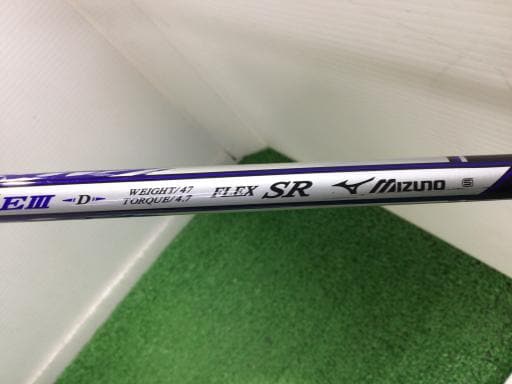 EIII D WEIGHT/47 FLEX SR MIZUNO
TORQUE/4.7